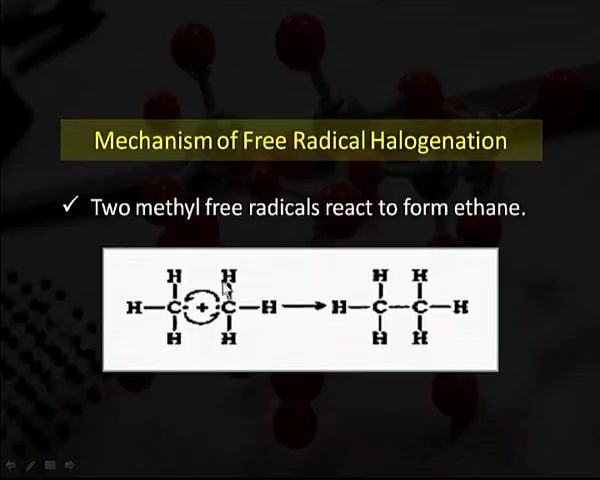 Mechanism of Free Radical Halogenation
✓ Two methyl free radicals react to form ethane.
H H H H
H—C· + ·C—H ⟶ H—C—C—H
H H H H